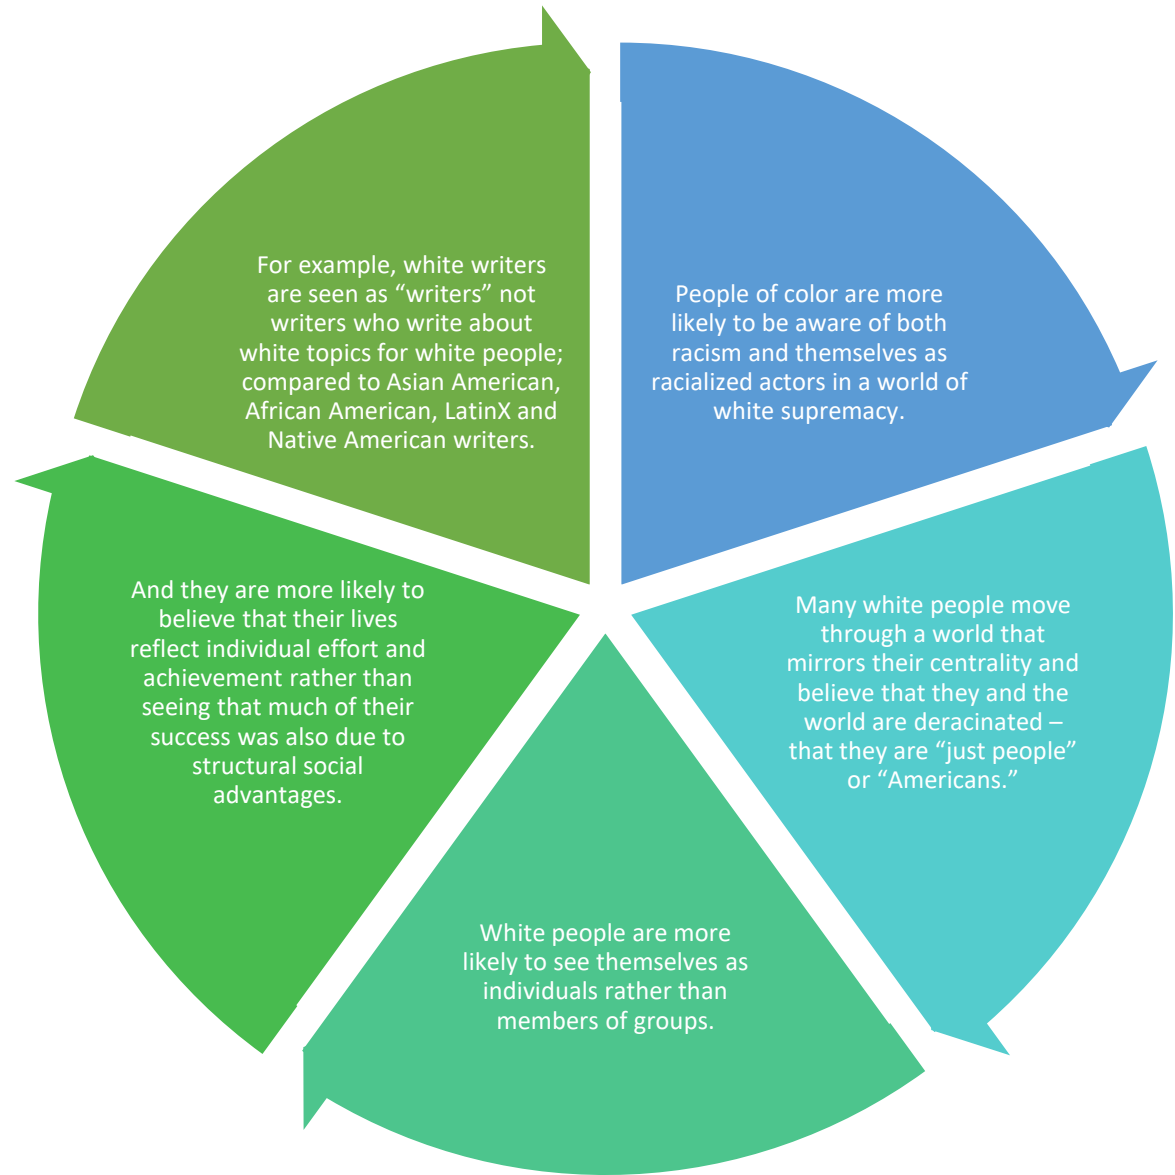 People of color are more
likely to be aware of both
racism and themselves as
racialized actors in a world of
white supremacy.
Many white people move
through a world that
mirrors their centrality and
believe that they and the
world are deracinated –
that they are “just people”
or “Americans.”
White people are more
likely to see themselves as
individuals rather than
members of groups.
And they are more likely to
believe that their lives
reflect individual effort and
achievement rather than
seeing that much of their
success was also due to
structural social
advantages.
For example, white writers
are seen as “writers” not
writers who write about
white topics for white people;
compared to Asian American,
African American, LatinX and
Native American writers.